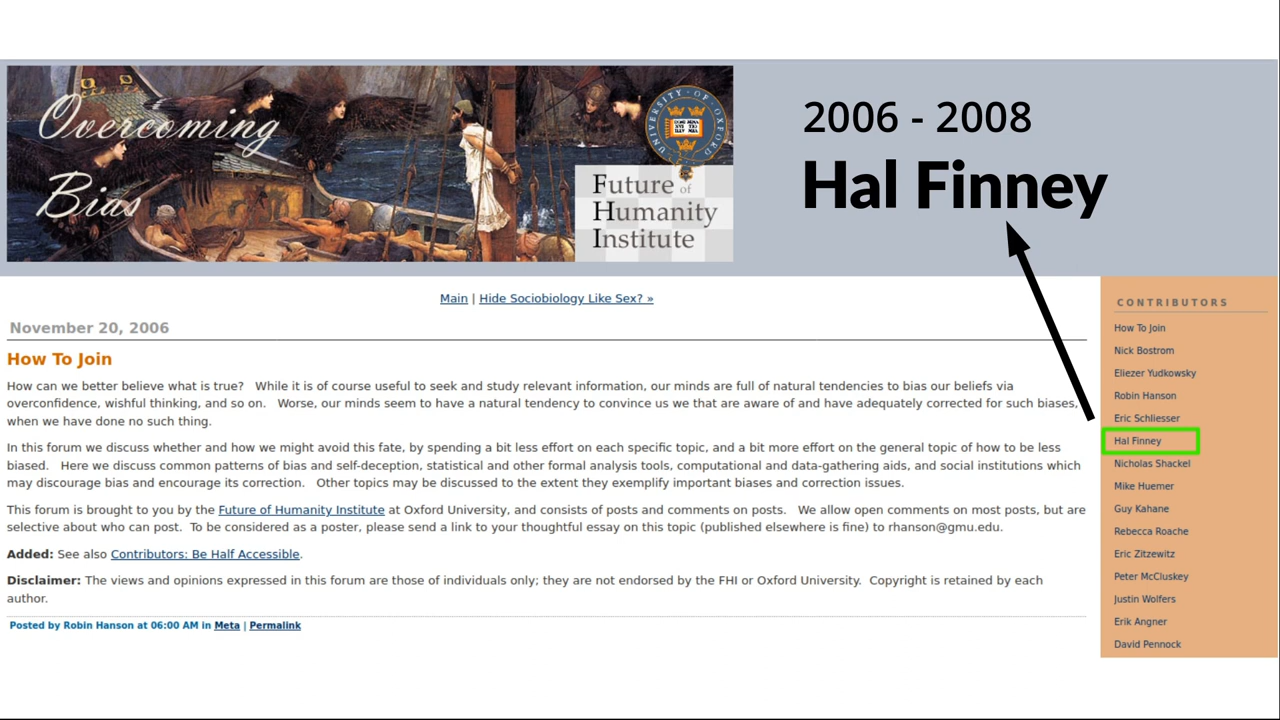 Overcoming
Bias
UNIVERSITY OF OXFORD
Future of
Humanity
Institute
2006 - 2008
Hal Finney
Main | Hide Sociobiology Like Sex? »
November 20, 2006
How To Join
How can we better believe what is true?   While it is of course useful to seek and study relevant information, our minds are full of natural tendencies to bias our beliefs via
overconfidence, wishful thinking, and so on.   Worse, our minds seem to have a natural tendency to convince us we that are aware of and have adequately corrected for such biases,
when we have done no such thing.
In this forum we discuss whether and how we might avoid this fate, by spending a bit less effort on each specific topic, and a bit more effort on the general topic of how to be less
biased.   Here we discuss common patterns of bias and self-deception, statistical and other formal analysis tools, computational and data-gathering aids, and social institutions which
may discourage bias and encourage its correction.   Other topics may be discussed to the extent they exemplify important biases and correction issues.
This forum is brought to you by the Future of Humanity Institute at Oxford University, and consists of posts and comments on posts.   We allow open comments on most posts, but are
selective about who can post.  To be considered as a poster, please send a link to your thoughtful essay on this topic (published elsewhere is fine) to rhanson@gmu.edu.
Added: See also Contributors: Be Half Accessible.
Disclaimer: The views and opinions expressed in this forum are those of individuals only; they are not endorsed by the FHI or Oxford University.  Copyright is retained by each
author.
Posted by Robin Hanson at 06:00 AM in Meta | Permalink
CONTRIBUTORS
How To Join
Nick Bostrom
Eliezer Yudkowsky
Robin Hanson
Eric Schliesser
Hal Finney
Nicholas Shackel
Mike Huemer
Guy Kahane
Rebecca Roache
Eric Zitzewitz
Peter McCluskey
Justin Wolfers
Erik Angner
David Pennock